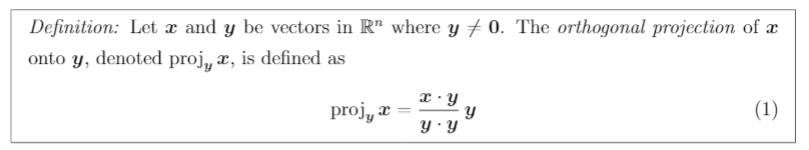 Definition: Let x and y be vectors in ℝⁿ where y ≠ 0. The orthogonal projection of x
onto y, denoted proj_y x, is defined as
proj_y x = (x · y)/(y · y) y (1)